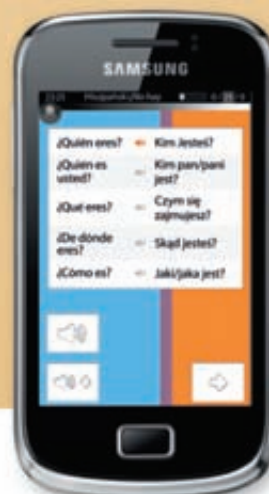 SAMSUNG
¿Quién eres? Kim Jesteś?
¿Quién es usted? Kim pan/pani jest?
¿Qué eres? Czym się zajmujesz?
¿De dónde eres? Skąd jesteś?
¿Cómo es? Jaki/jaka jest?